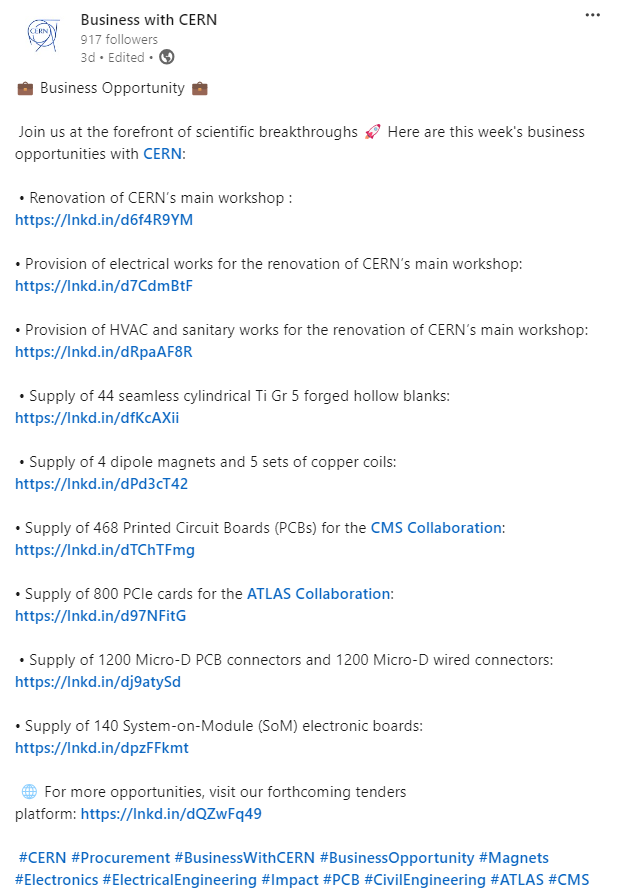 CERN
Business with CERN
917 followers
3d • Edited •
💼 Business Opportunity 💼
Join us at the forefront of scientific breakthroughs 🚀 Here are this week's business
opportunities with CERN:
• Renovation of CERN´s main workshop :
https://lnkd.in/d6f4R9YM
• Provision of electrical works for the renovation of CERN´s main workshop:
https://lnkd.in/d7CdmBtF
• Provision of HVAC and sanitary works for the renovation of CERN´s main workshop:
https://lnkd.in/dRpaAF8R
• Supply of 44 seamless cylindrical Ti Gr 5 forged hollow blanks:
https://lnkd.in/dfKcAXii
• Supply of 4 dipole magnets and 5 sets of copper coils:
https://lnkd.in/dPd3cT42
• Supply of 468 Printed Circuit Boards (PCBs) for the CMS Collaboration:
https://lnkd.in/dTChTFmg
• Supply of 800 PCIe cards for the ATLAS Collaboration:
https://lnkd.in/d97NFitG
• Supply of 1200 Micro-D PCB connectors and 1200 Micro-D wired connectors:
https://lnkd.in/dj9atySd
• Supply of 140 System-on-Module (SoM) electronic boards:
https://lnkd.in/dpzFFkmt
🌐 For more opportunities, visit our forthcoming tenders
platform: https://lnkd.in/dQZwFq49
#CERN #Procurement #BusinessWithCERN #BusinessOpportunity #Magnets
#Electronics #ElectricalEngineering #Impact #PCB #CivilEngineering #ATLAS #CMS